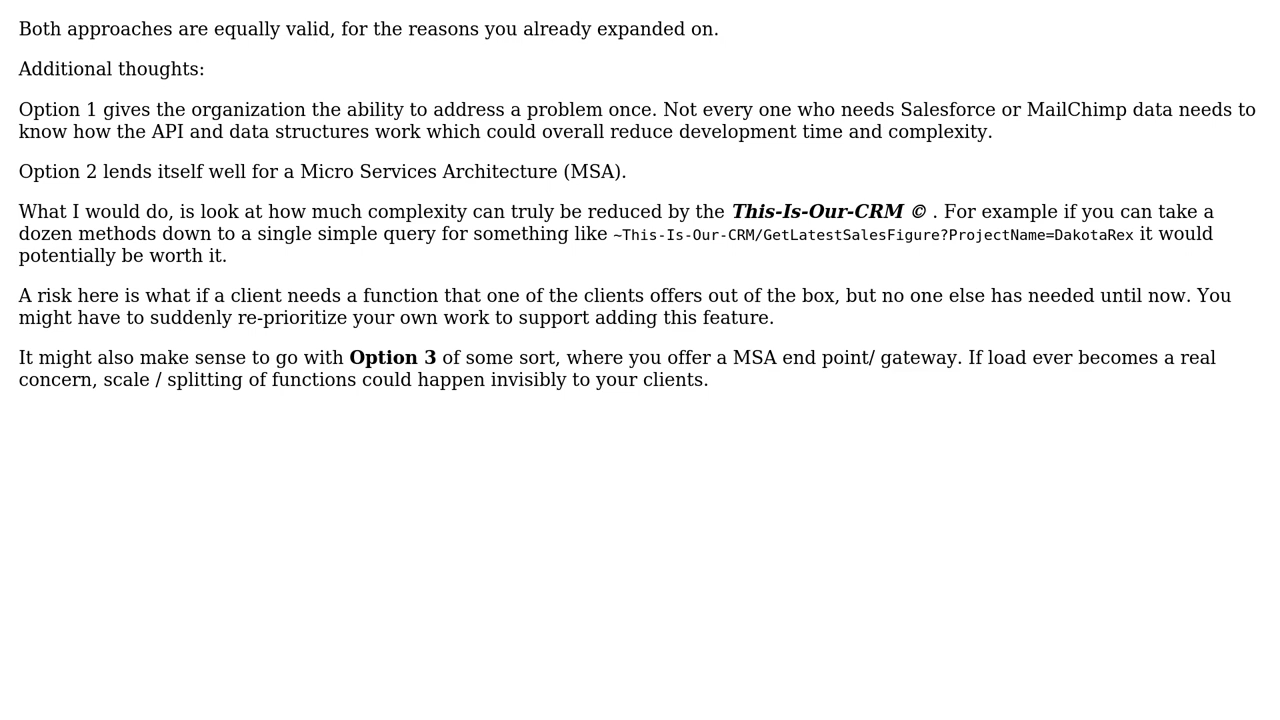 Both approaches are equally valid, for the reasons you already expanded on.
Additional thoughts:
Option 1 gives the organization the ability to address a problem once. Not every one who needs Salesforce or MailChimp data needs to
know how the API and data structures work which could overall reduce development time and complexity.
Option 2 lends itself well for a Micro Services Architecture (MSA).
What I would do, is look at how much complexity can truly be reduced by the This-Is-Our-CRM © . For example if you can take a
dozen methods down to a single simple query for something like ~This-Is-Our-CRM/GetLatestSalesFigure?ProjectName=DakotaRex it would
potentially be worth it.
A risk here is what if a client needs a function that one of the clients offers out of the box, but no one else has needed until now. You
might have to suddenly re-prioritize your own work to support adding this feature.
It might also make sense to go with Option 3 of some sort, where you offer a MSA end point/ gateway. If load ever becomes a real
concern, scale / splitting of functions could happen invisibly to your clients.